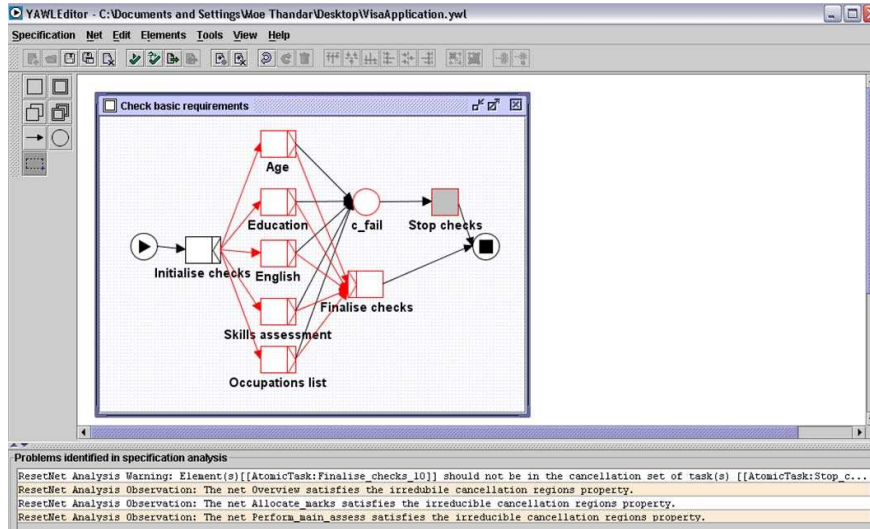 YAWLEditor - C:\Documents and Settings\Moe Thandar\Desktop\VisaApplication.ywl
Specification Net Edit Elements Tools View Help
Check basic requirements
Age
Education
c_fail
Stop checks
Initialise checks
English
Finalise checks
Skills assessment
Occupations list
Problems identified in specification analysis
ResetNet Analysis Warning: Element(s)[[AtomicTask:Finalise_checks_10]] should not be in the cancellation set of task(s) [[AtomicTask:Stop_c...
ResetNet Analysis Observation: The net Overview satisfies the irredubile cancellation regions property.
ResetNet Analysis Observation: The net Allocate_marks satisfies the irreducible cancellation regions property.
ResetNet Analysis Observation: The net Perform_main_assess satisfies the irreducible cancellation regions property.